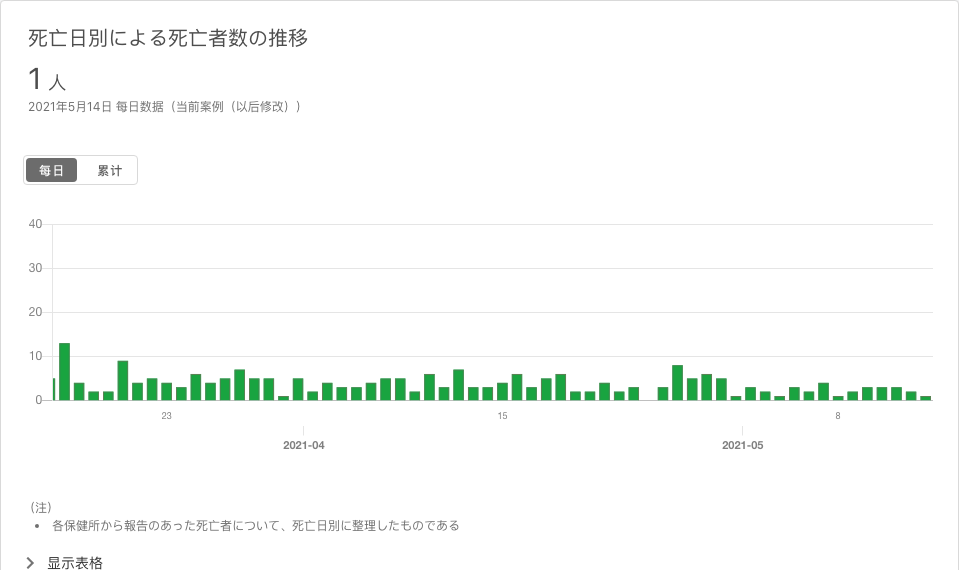 死亡日別による死亡者数の推移
1 人
2021年5月14日 每日数据（当前案例（以后修改））
每日 累计
40
30
20
10
0
23 15 8
2021-04 2021-05
（注）
• 各保健所から報告のあった死亡者について、死亡日別に整理したものである
显示表格